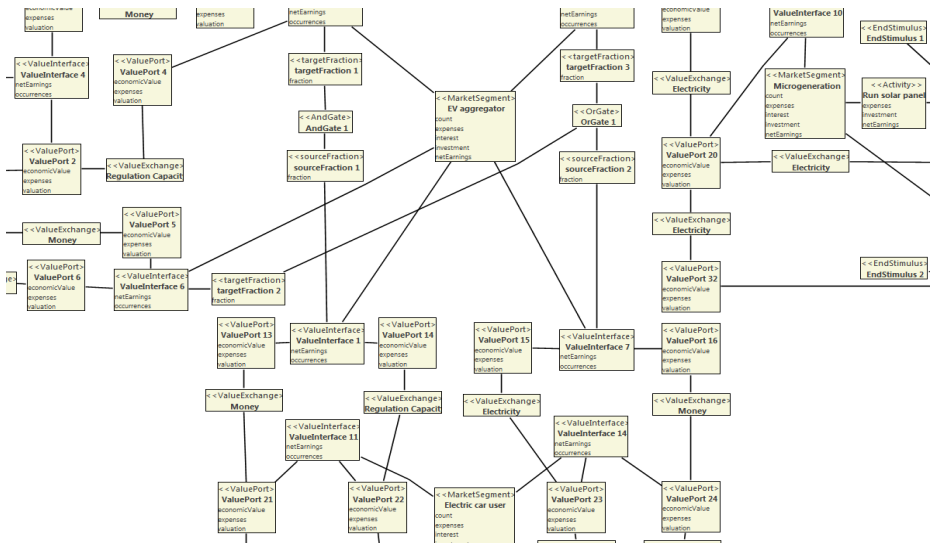 economicValue
expenses
valuation
Money
expenses
valuation
netEarnings
occurrences
netEarnings
occurrences
economicValue
expenses
valuation
ValueInterface 10
netEarnings
occurrences
<<EndStimulus>
EndStimulus 1
<<ValueInterface>
ValueInterface 4
netEarnings
occurrences
<<ValuePort>
ValuePort 4
economicValue
expenses
valuation
<<targetFraction>
targetFraction 1
fraction
<<targetFraction>
targetFraction 3
fraction
<<ValueExchange>
Electricity
<<MarketSegment>
Microgeneration
count
expenses
interest
investment
netEarnings
<<Activity>>
Run solar panel
expenses
interest
investment
netEarnings
<<MarketSegment>
EV aggregator
count
expenses
interest
investment
netEarnings
<<AndGate>
AndGate 1
<<OrGate>
OrGate 1
<<ValuePort>
ValuePort 2
economicValue
expenses
valuation
<<ValueExchange>
Regulation Capacit
<<sourceFraction>
sourceFraction 1
fraction
<<sourceFraction>
sourceFraction 2
fraction
<<ValuePort>
ValuePort 20
economicValue
expenses
valuation
<<ValueExchange>
Electricity
<<ValueExchange>
Money
<<ValuePort>
ValuePort 5
economicValue
expenses
valuation
<<ValueExchange>
Electricity
<<ValuePort>
ValuePort 6
economicValue
expenses
valuation
<<ValueInterface>
ValueInterface 6
netEarnings
occurrences
<<targetFraction>
targetFraction 2
fraction
<<ValuePort>
ValuePort 32
economicValue
expenses
valuation
<<EndStimulus>
EndStimulus 2
<<ValuePort>
ValuePort 13
economicValue
expenses
valuation
<<ValueInterface>
ValueInterface 1
netEarnings
occurrences
<<ValuePort>
ValuePort 14
economicValue
expenses
valuation
<<ValuePort>
ValuePort 15
economicValue
expenses
valuation
<<ValueInterface>
ValueInterface 7
netEarnings
occurrences
<<ValuePort>
ValuePort 16
economicValue
expenses
valuation
<<ValueExchange>
Money
<<ValueExchange>
Regulation Capacit
<<ValueExchange>
Electricity
<<ValueExchange>
Money
<<ValueInterface>
ValueInterface 11
netEarnings
occurrences
<<ValueInterface>
ValueInterface 14
netEarnings
occurrences
<<ValuePort>
ValuePort 21
economicValue
expenses
valuation
<<ValuePort>
ValuePort 22
economicValue
expenses
valuation
<<MarketSegment>
Electric car user
count
expenses
interest
<<ValuePort>
ValuePort 23
economicValue
expenses
valuation
<<ValuePort>
ValuePort 24
economicValue
expenses
valuation